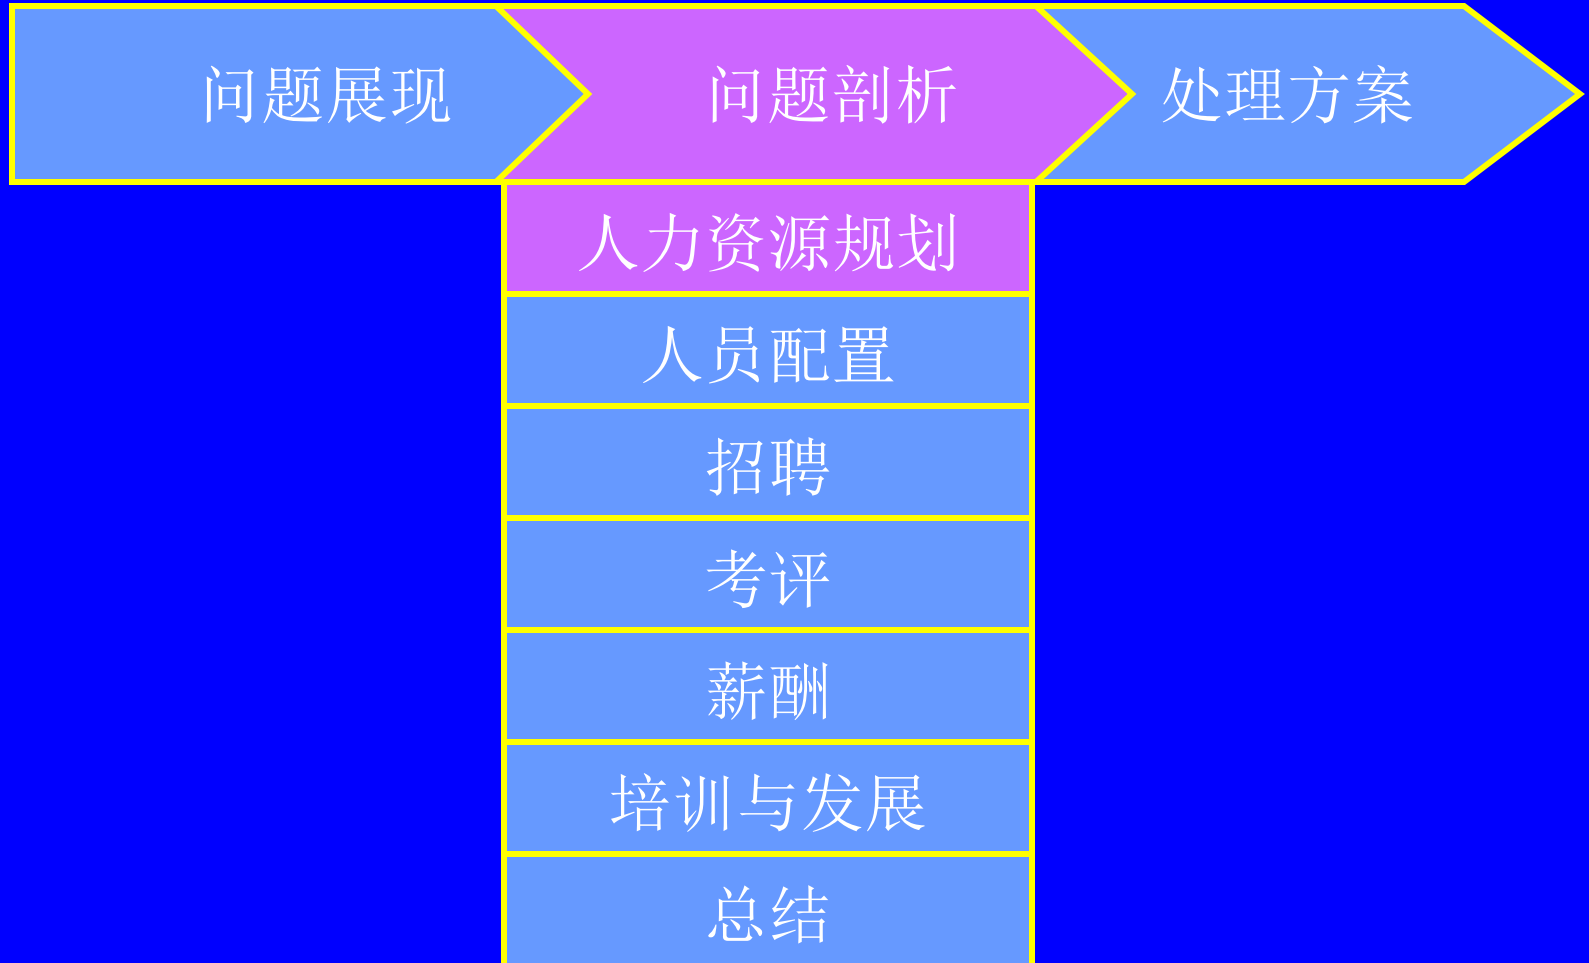 问题展现 问题剖析 处理方案
人力资源规划
人员配置
招聘
考评
薪酬
培训与发展
总结